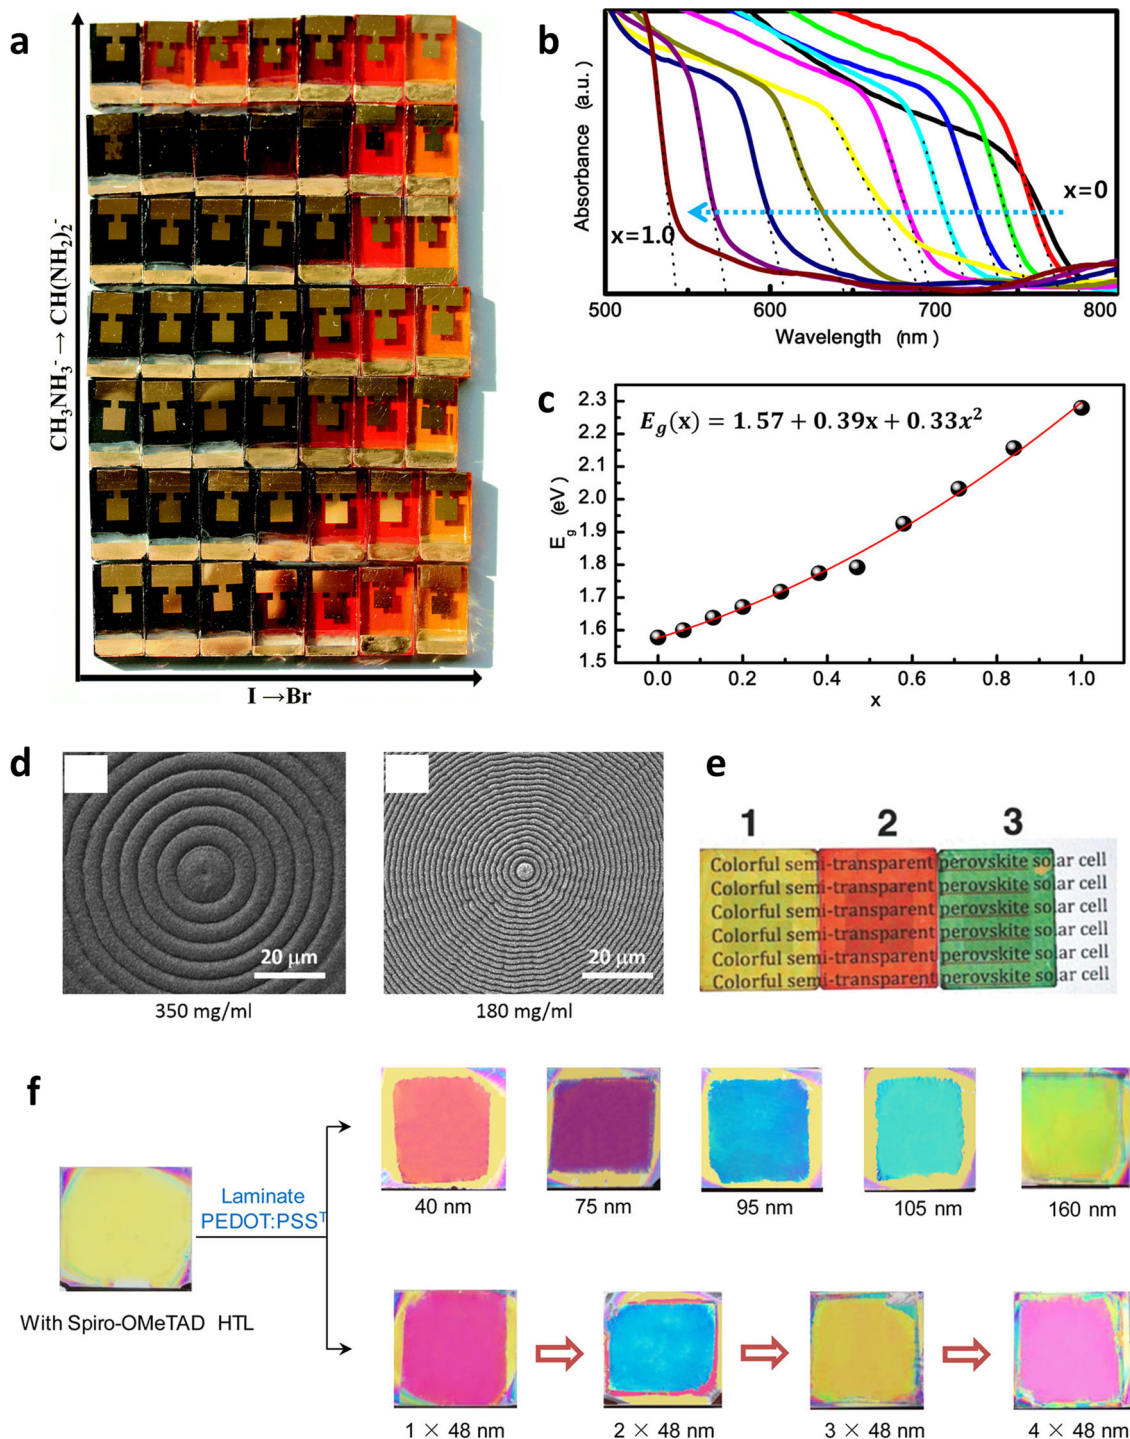 a
CH₃NH₃⁻ → CH(NH₂)₂⁻
I →Br
b
Absorbance (a.u.)
x=0
x=1.0
500 600 700 800
Wavelength (nm)
c
E_g(x) = 1.57 + 0.39x + 0.33x²
E_g (eV)
2.3
2.2
2.1
2.0
1.9
1.8
1.7
1.6
1.5
0.0 0.2 0.4 0.6 0.8 1.0
x
d
20 μm
350 mg/ml
20 μm
180 mg/ml
e
1 2 3
Colorful semi-transparent perovskite solar cell
Colorful semi-transparent perovskite solar cell
Colorful semi-transparent perovskite solar cell
Colorful semi-transparent perovskite solar cell
Colorful semi-transparent perovskite solar cell
Colorful semi-transparent perovskite solar cell
f
With Spiro-OMeTAD HTL
Laminate
PEDOT:PSSᵀ
40 nm
75 nm
95 nm
105 nm
160 nm
1 × 48 nm
2 × 48 nm
3 × 48 nm
4 × 48 nm